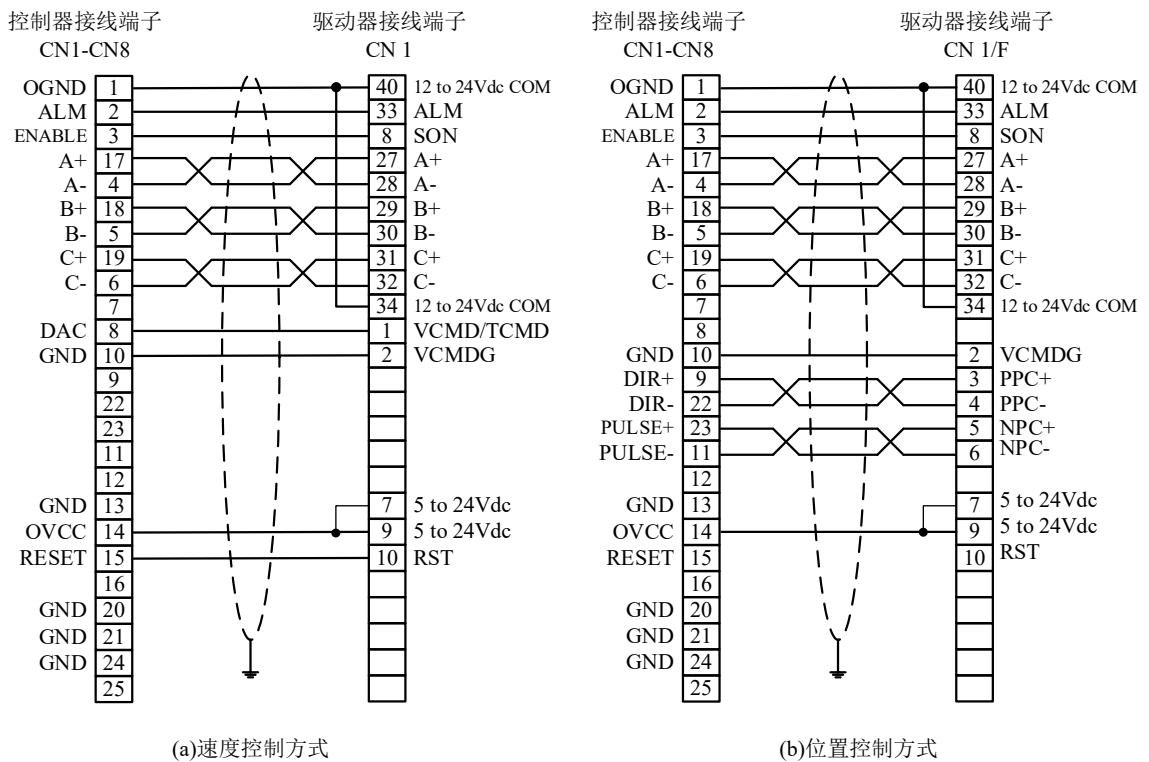 控制器接线端子 驱动器接线端子
CN1-CN8 CN 1
OGND 1 40 12 to 24Vdc COM
ALM 2 33 ALM
ENABLE 3 8 SON
A+ 17 27 A+
A- 4 28 A-
B+ 18 29 B+
B- 5 30 B-
C+ 19 31 C+
C- 6 32 C-
7 34 12 to 24Vdc COM
DAC 8 1 VCMD/TCMD
GND 10 2 VCMDG
9
22
23
11
12
GND 13 7 5 to 24Vdc
OVCC 14 9 5 to 24Vdc
RESET 15 10 RST
16
GND 20
GND 21
GND 24
25
(a)速度控制方式
控制器接线端子 驱动器接线端子
CN1-CN8 CN 1/F
OGND 1 40 12 to 24Vdc COM
ALM 2 33 ALM
ENABLE 3 8 SON
A+ 17 27 A+
A- 4 28 A-
B+ 18 29 B+
B- 5 30 B-
C+ 19 31 C+
C- 6 32 C-
7 34 12 to 24Vdc COM
8
GND 10 2 VCMDG
DIR+ 9 3 PPC+
DIR- 22 4 PPC-
PULSE+ 23 5 NPC+
PULSE- 11 6 NPC-
12
GND 13 7 5 to 24Vdc
OVCC 14 9 5 to 24Vdc
RESET 15 10 RST
16
GND 20
GND 21
GND 24
25
(b)位置控制方式